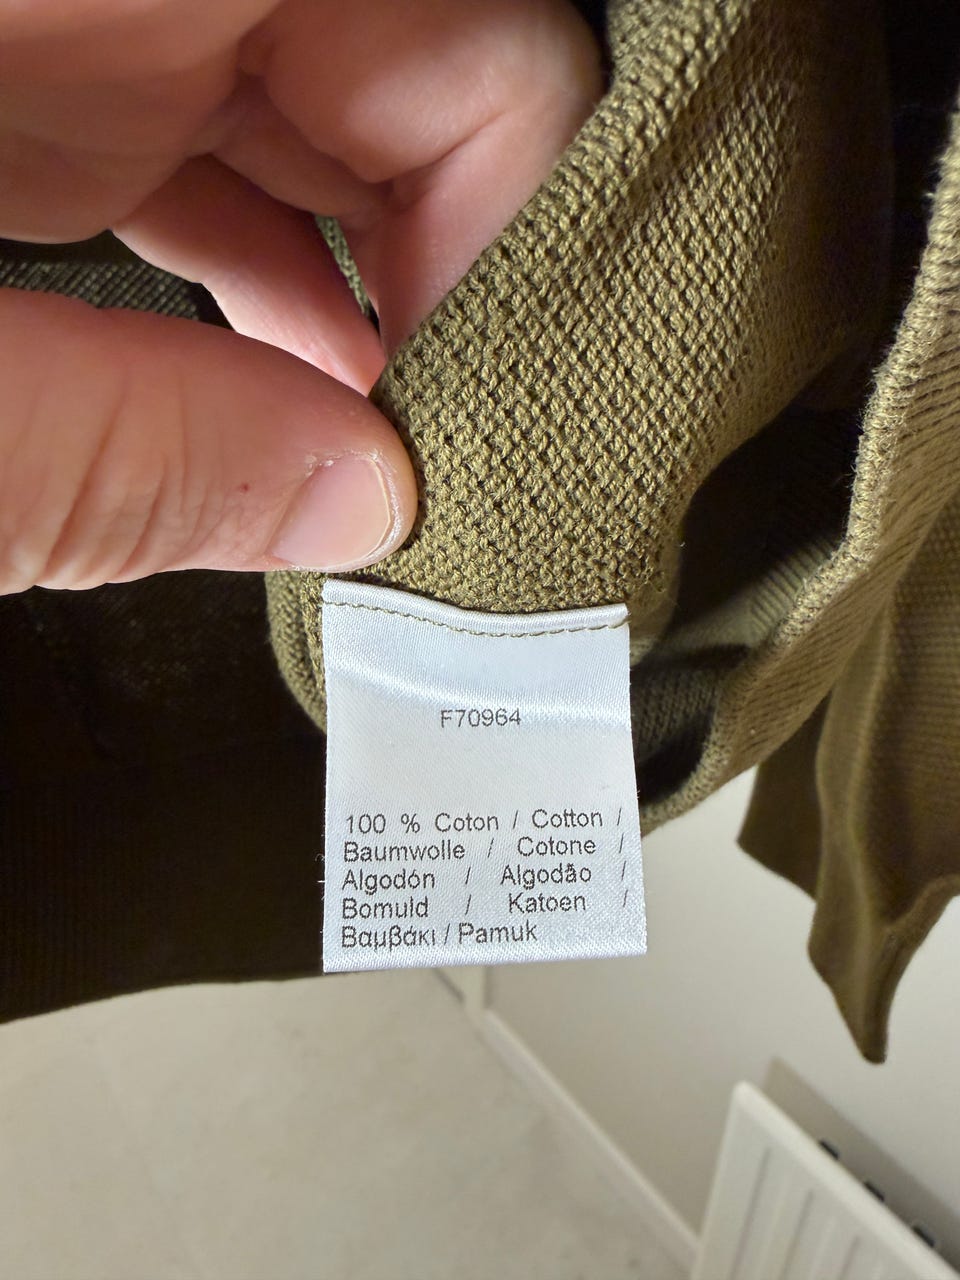 F70964
100 % Coton / Cotton /
Baumwolle / Cotone /
Algodón / Algodão /
Bomuld / Katoen /
Βαμβάκι / Pamuk